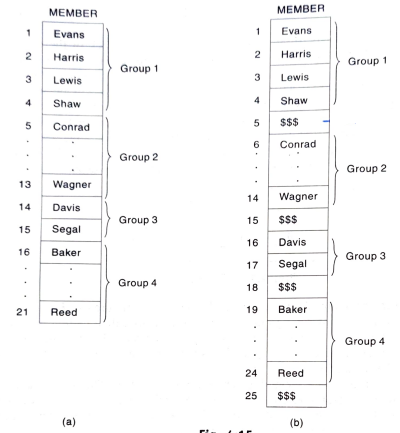 MEMBER
1 Evans
2 Harris
3 Lewis
4 Shaw
Group 1
5 Conrad
. .
. .
. .
13 Wagner
Group 2
14 Davis
15 Segal
Group 3
16 Baker
. .
. .
. .
21 Reed
Group 4
(a)
MEMBER
1 Evans
2 Harris
3 Lewis
4 Shaw
Group 1
5 $$$
6 Conrad
. .
. .
. .
14 Wagner
Group 2
15 $$$
16 Davis
17 Segal
Group 3
18 $$$
19 Baker
. .
. .
. .
24 Reed
Group 4
25 $$$
(b)